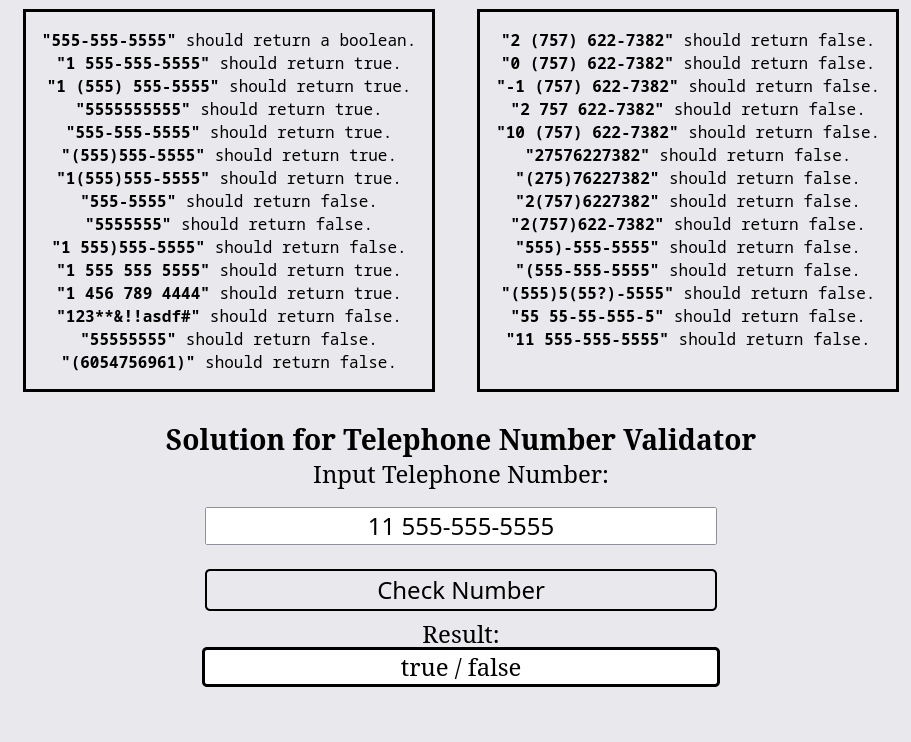 "555-555-5555" should return a boolean.
"1 555-555-5555" should return true.
"1 (555) 555-5555" should return true.
"5555555555" should return true.
"555-555-5555" should return true.
"(555)555-5555" should return true.
"1(555)555-5555" should return true.
"555-5555" should return false.
"5555555" should return false.
"1 555)555-5555" should return false.
"1 555 555 5555" should return true.
"1 456 789 4444" should return true.
"123**&!!asdf#" should return false.
"55555555" should return false.
"(6054756961)" should return false.
"2 (757) 622-7382" should return false.
"0 (757) 622-7382" should return false.
"-1 (757) 622-7382" should return false.
"2 757 622-7382" should return false.
"10 (757) 622-7382" should return false.
"27576227382" should return false.
"(275)76227382" should return false.
"2(757)6227382" should return false.
"2(757)622-7382" should return false.
"555)-555-5555" should return false.
"(555-555-5555" should return false.
"(555)5(55?)-5555" should return false.
"55 55-55-555-5" should return false.
"11 555-555-5555" should return false.
Solution for Telephone Number Validator
Input Telephone Number:
11 555-555-5555
Check Number
Result:
true / false